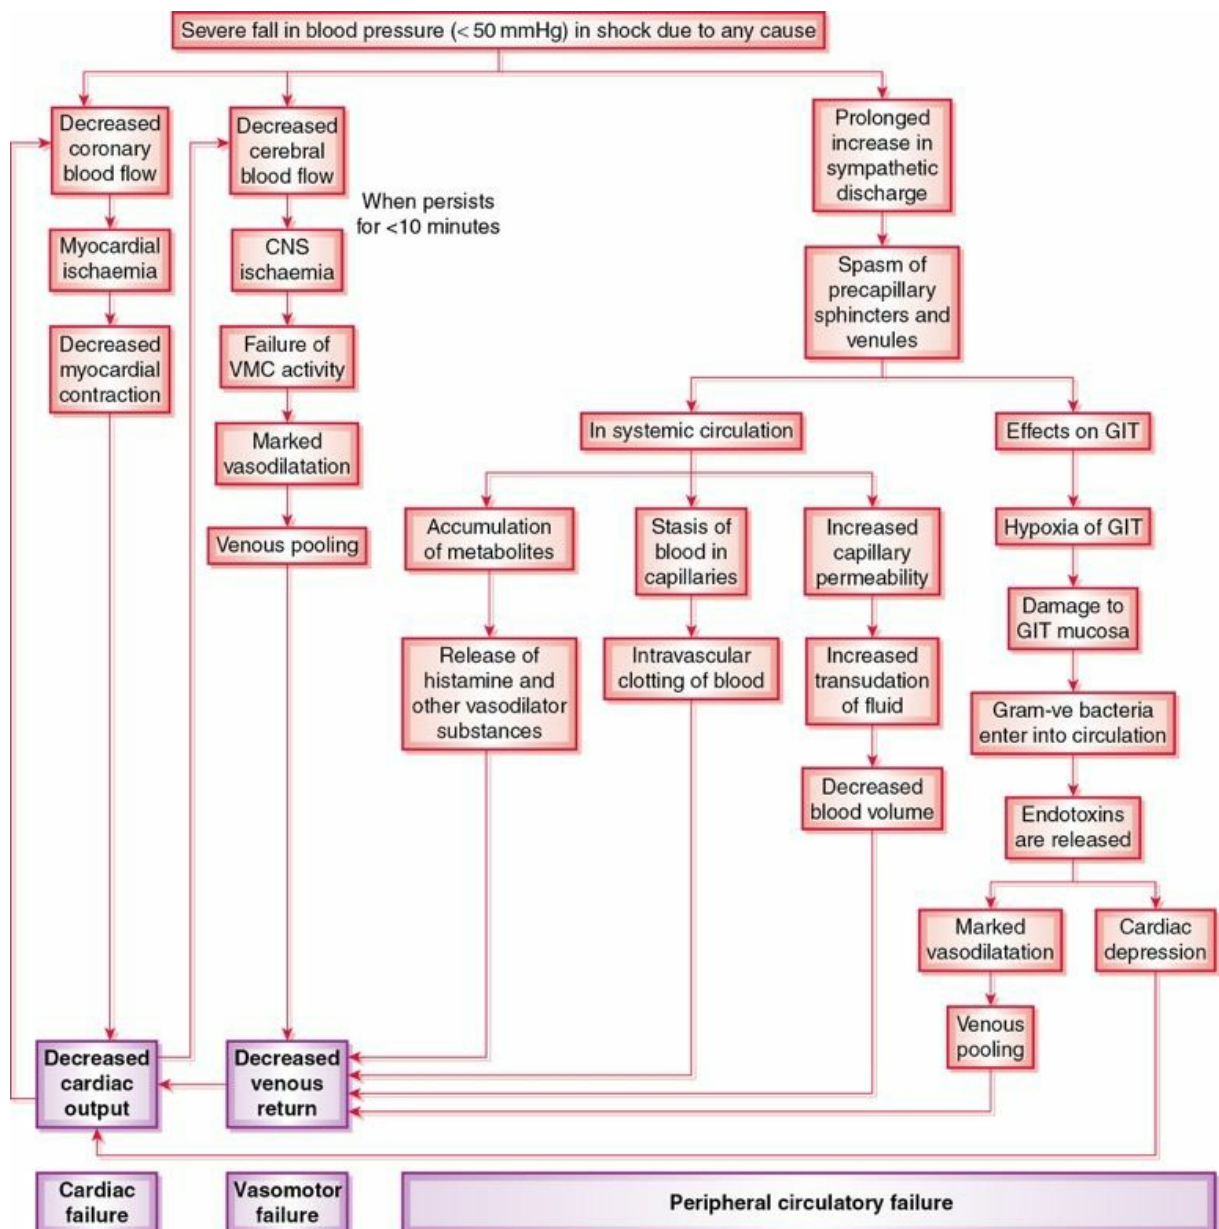 Severe fall in blood pressure (< 50 mmHg) in shock due to any cause
Decreased
coronary
blood flow
Myocardial
ischaemia
Decreased
myocardial
contraction
Decreased
cerebral
blood flow
When persists
for <10 minutes
CNS
ischaemia
Failure of
VMC activity
Marked
vasodilatation
Venous pooling
Prolonged
increase in
sympathetic
discharge
Spasm of
precapillary
sphincters and
venules
In systemic circulation
Accumulation
of metabolites
Release of
histamine and
other vasodilator
substances
Stasis of
blood in
capillaries
Intravascular
clotting of blood
Increased
capillary
permeability
Increased
transudation
of fluid
Decreased
blood volume
Effects on GIT
Hypoxia of GIT
Damage to
GIT mucosa
Gram-ve bacteria
enter into circulation
Endotoxins
are released
Marked
vasodilatation
Venous
pooling
Cardiac
depression
Decreased
cardiac
output
Decreased
venous
return
Cardiac
failure
Vasomotor
failure
Peripheral circulatory failure